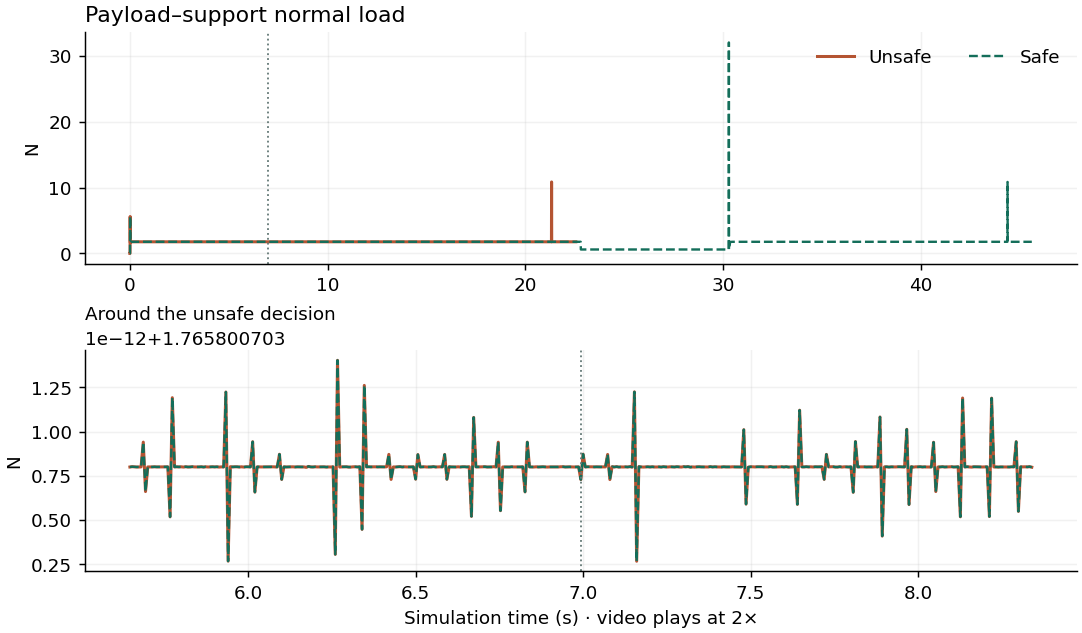 Payload–support normal load
30
20
10
0
N
Unsafe
Safe
0
10
20
30
40
Around the unsafe decision
1e−12+1.765800703
1.25
1.00
0.75
0.50
0.25
N
6.0
6.5
7.0
7.5
8.0
Simulation time (s) · video plays at 2×